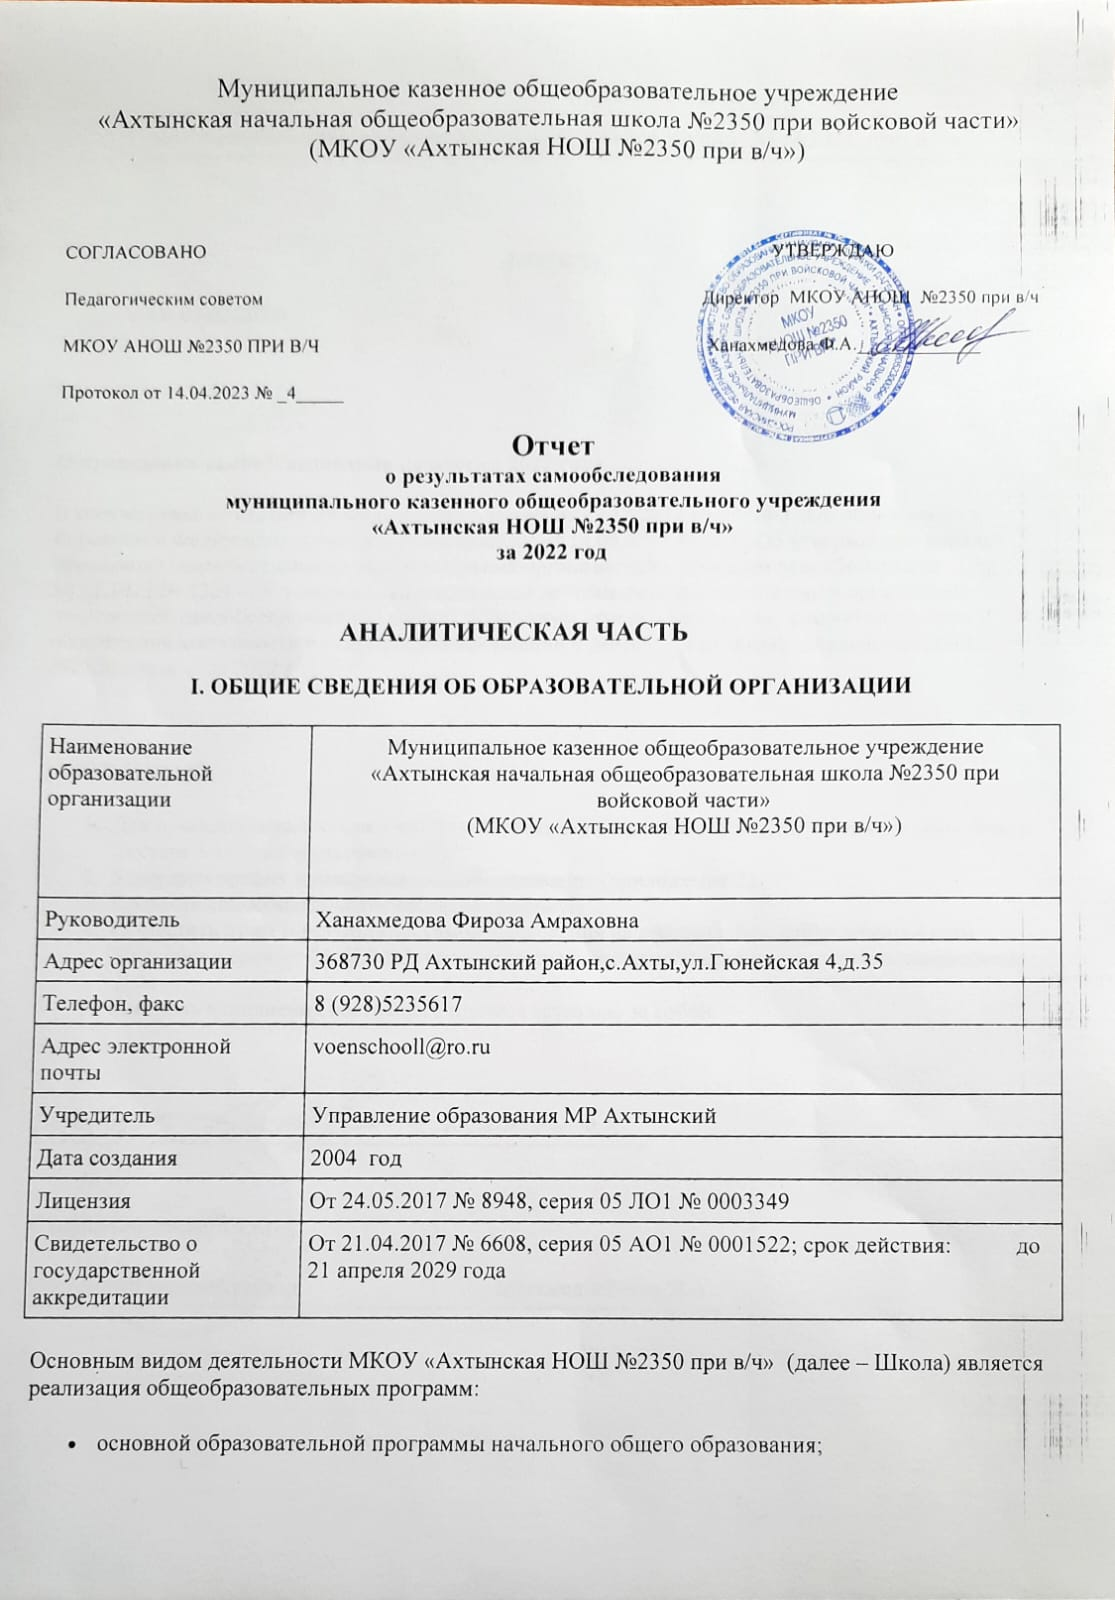 Муниципальное казенное общеобразовательное учреждение
«Ахтынская начальная общеобразовательная школа №2350 при войсковой части»
(МКОУ «Ахтынская НОШ №2350 при в/ч»)
СОГЛАСОВАНО
Педагогическим советом
МКОУ АНОШ №2350 ПРИ В/Ч
Протокол от 14.04.2023 № _4_____
УТВЕРЖДАЮ
Директор МКОУ АНОШ №2350 при в/ч
Ханахмедова Ф.А.
МКОУ
№2350
Отчет
о результатах самообследования
муниципального казенного общеобразовательного учреждения
«Ахтынская НОШ №2350 при в/ч»
за 2022 год
АНАЛИТИЧЕСКАЯ ЧАСТЬ
I. ОБЩИЕ СВЕДЕНИЯ ОБ ОБРАЗОВАТЕЛЬНОЙ ОРГАНИЗАЦИИ
Наименование
образовательной
организации
Муниципальное казенное общеобразовательное учреждение
«Ахтынская начальная общеобразовательная школа №2350 при
войсковой части»
(МКОУ «Ахтынская НОШ №2350 при в/ч»)
Руководитель
Ханахмедова Фироза Амраховна
Адрес организации
368730 РД Ахтынский район,с.Ахты,ул.Гюнейская 4,д.35
Телефон, факс
8 (928)5235617
Адрес электронной
почты
voenschooll@ro.ru
Учредитель
Управление образования МР Ахтынский
Дата создания
2004 год
Лицензия
От 24.05.2017 № 8948, серия 05 ЛО1 № 0003349
Свидетельство о
государственной
аккредитации
От 21.04.2017 № 6608, серия 05 АО1 № 0001522; срок действия: до
21 апреля 2029 года
Основным видом деятельности МКОУ «Ахтынская НОШ №2350 при в/ч» (далее – Школа) является
реализация общеобразовательных программ:
• основной образовательной программы начального общего образования;